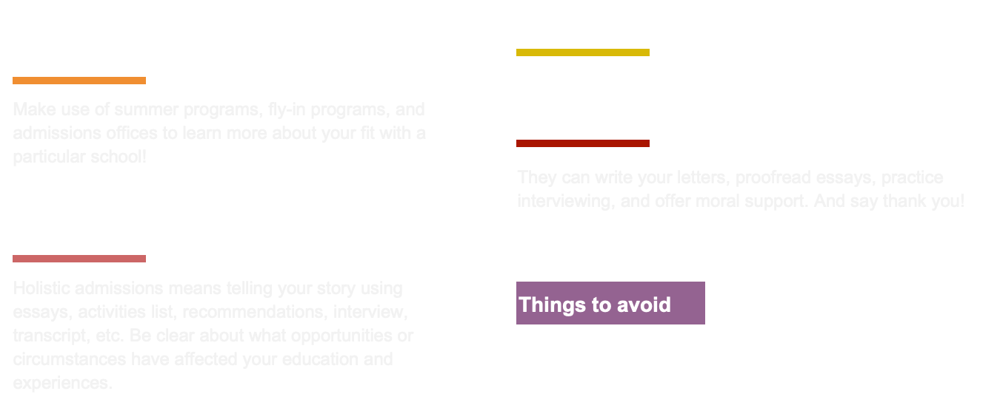 Make use of summer programs, fly-in programs, and
admissions offices to learn more about your fit with a
particular school!
Holistic admissions means telling your story using
essays, activities list, recommendations, interview,
transcript, etc. Be clear about what opportunities or
circumstances have affected your education and
experiences.
They can write your letters, proofread essays, practice
interviewing, and offer moral support. And say thank you!
Things to avoid